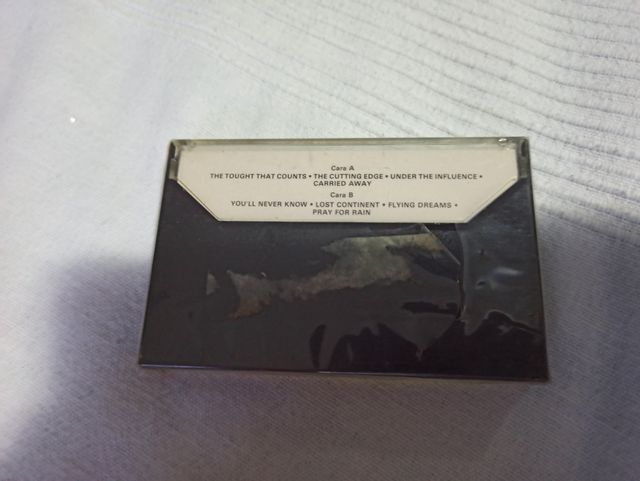 Cara A
THE TOUGHT THAT COUNTS • THE CUTTING EDGE • UNDER THE INFLUENCE •
CARRIED AWAY
Cara B
YOU'LL NEVER KNOW • LOST CONTINENT • FLYING DREAMS •
PRAY FOR RAIN